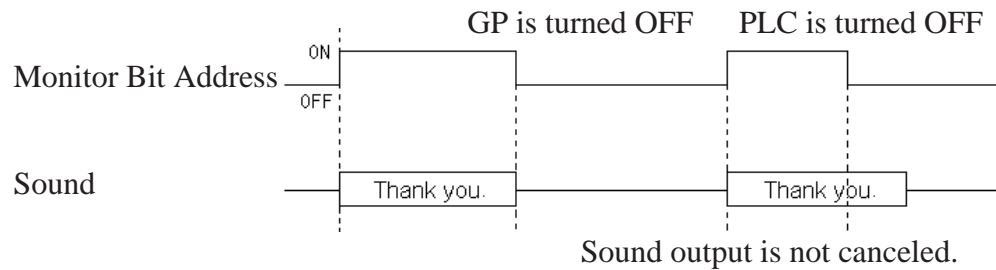 GP is turned OFF PLC is turned OFF
ON
Monitor Bit Address
OFF
Sound Thank you. Thank you.
Sound output is not canceled.